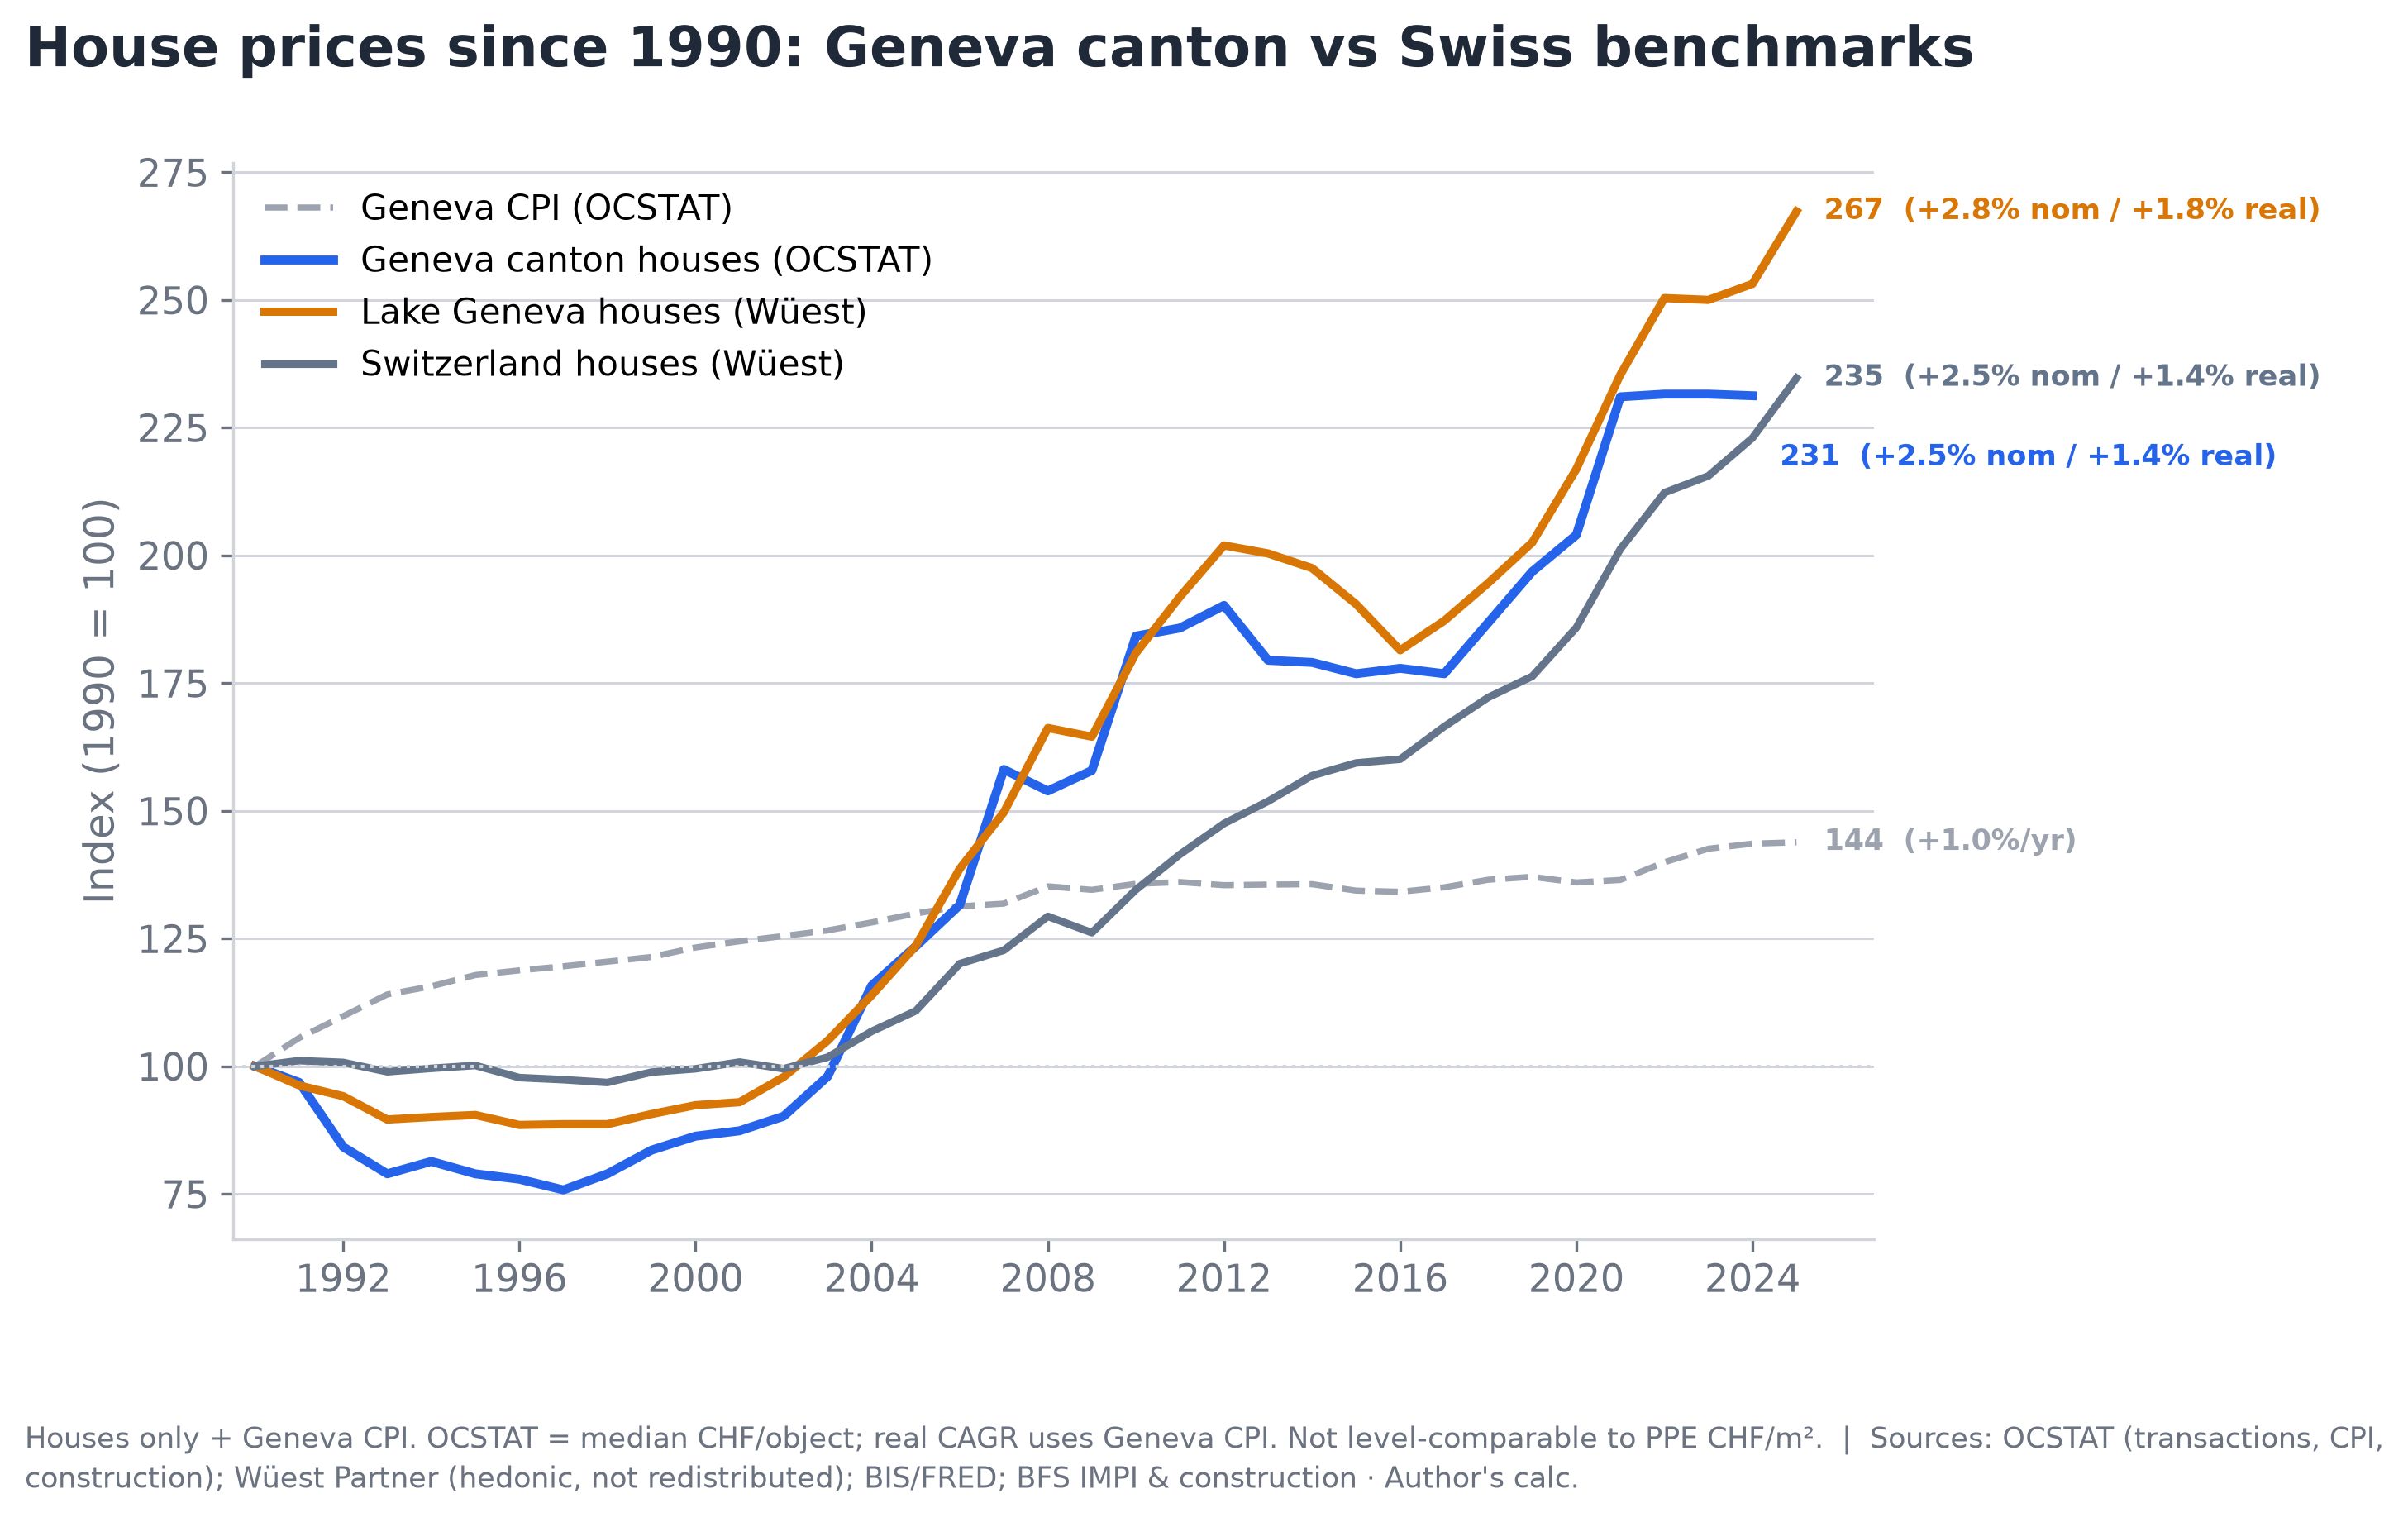 House prices since 1990: Geneva canton vs Swiss benchmarks
Index (1990 = 100)
275
250
225
200
175
150
125
100
75
Geneva CPI (OCSTAT)
Geneva canton houses (OCSTAT)
Lake Geneva houses (Wüest)
Switzerland houses (Wüest)
267 (+2.8% nom / +1.8% real)
235 (+2.5% nom / +1.4% real)
231 (+2.5% nom / +1.4% real)
144 (+1.0%/yr)
1992 1996 2000 2004 2008 2012 2016 2020 2024
Houses only + Geneva CPI. OCSTAT = median CHF/object; real CAGR uses Geneva CPI. Not level-comparable to PPE CHF/m². | Sources: OCSTAT (transactions, CPI,
construction); Wüest Partner (hedonic, not redistributed); BIS/FRED; BFS IMPI & construction · Author's calc.